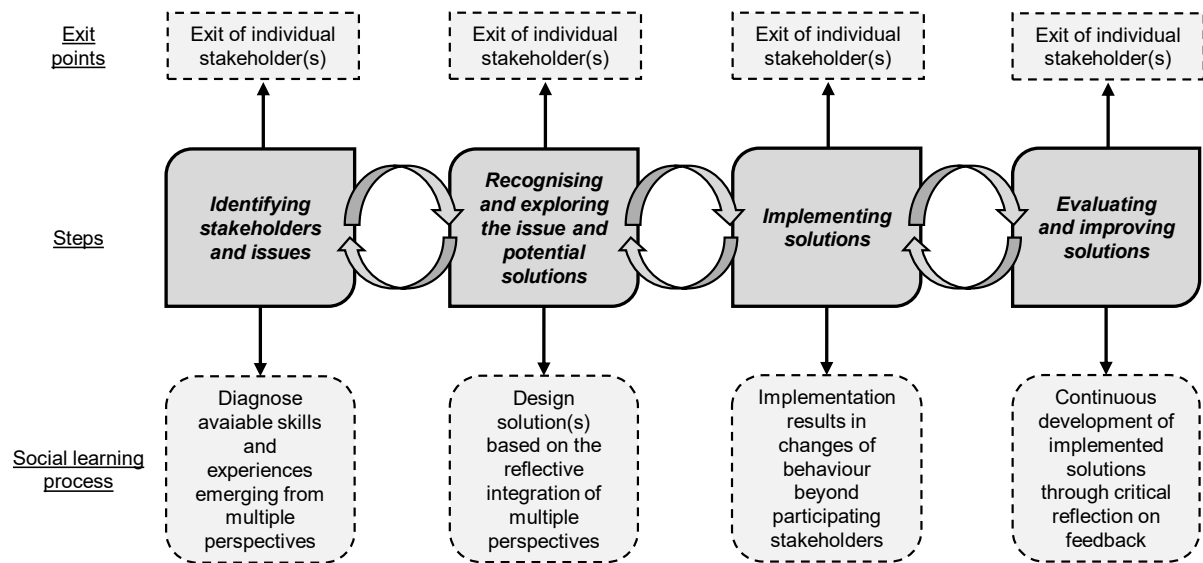 Exit
points
Exit of individual
stakeholder(s)
Exit of individual
stakeholder(s)
Exit of individual
stakeholder(s)
Exit of individual
stakeholder(s)
Steps
Identifying
stakeholders
and issues
Recognising
and exploring
the issue and
potential
solutions
Implementing
solutions
Evaluating
and improving
solutions
Social learning
process
Diagnose
avaiable skills
and
experiences
emerging from
multiple
perspectives
Design
solution(s)
based on the
reflective
integration of
multiple
perspectives
Implementation
results in
changes of
behaviour
beyond
participating
stakeholders
Continuous
development of
implemented
solutions
through critical
reflection on
feedback